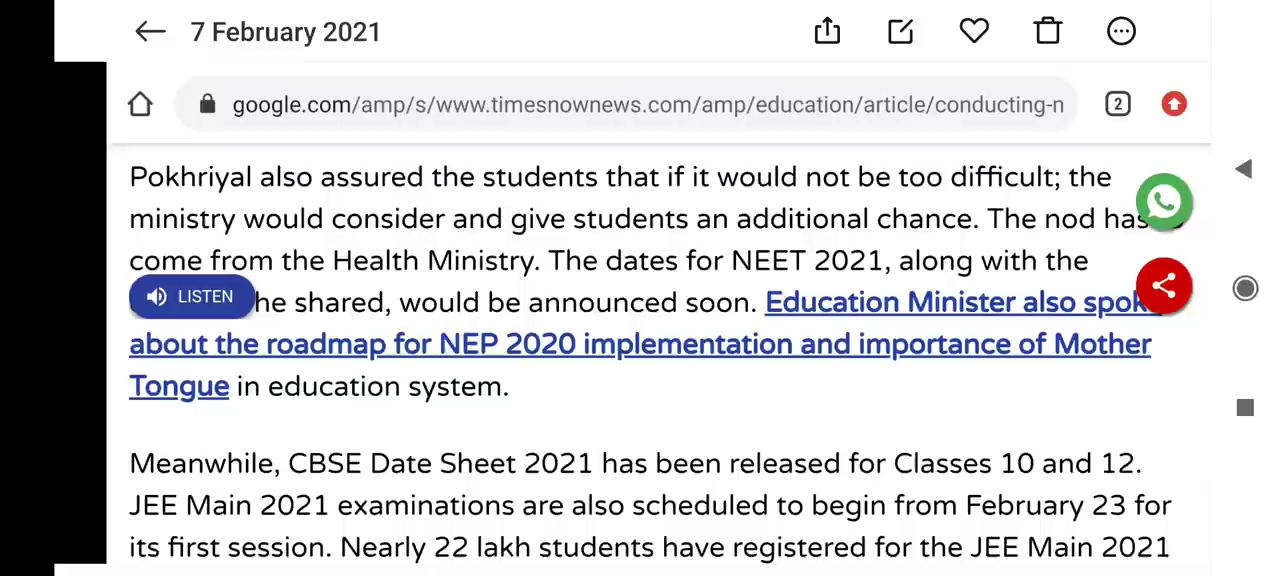 7 February 2021
google.com/amp/s/www.timesnownews.com/amp/education/article/conducting-n
2
Pokhriyal also assured the students that if it would not be too difficult; the
ministry would consider and give students an additional chance. The nod has
come from the Health Ministry. The dates for NEET 2021, along with the
LISTEN he shared, would be announced soon. Education Minister also spok
about the roadmap for NEP 2020 implementation and importance of Mother
Tongue in education system.
Meanwhile, CBSE Date Sheet 2021 has been released for Classes 10 and 12.
JEE Main 2021 examinations are also scheduled to begin from February 23 for
its first session. Nearly 22 lakh students have registered for the JEE Main 2021